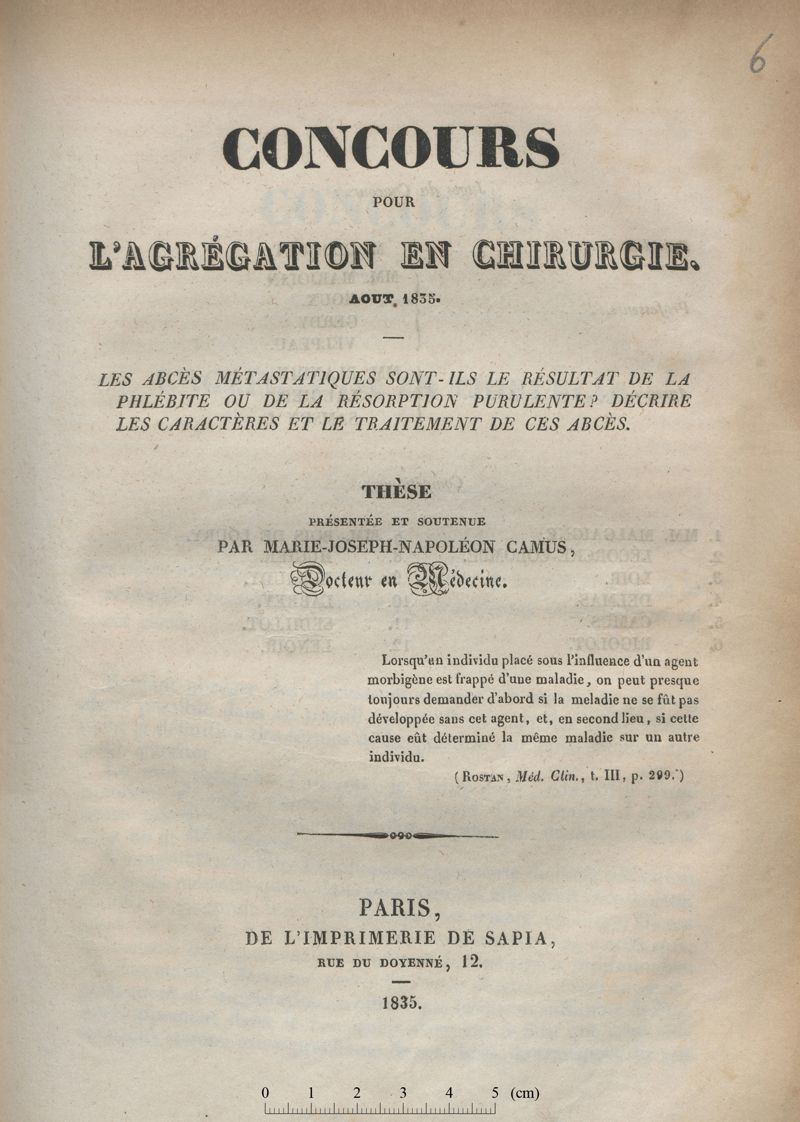 6
CONCOURS
POUR
L'AGRÉGATION EN CHIRURGIE.
AOUT, 1835.
LES ABCÈS MÉTASTATIQUES SONT-ILS LE RÉSULTAT DE LA
PHLÉBITE OU DE LA RÉSORPTION PURULENTE? DÉCRIRE
LES CARACTÈRES ET LE TRAITEMENT DE CES ABCÈS.
THÈSE
PRÉSENTÉE ET SOUTENUE
PAR MARIE-JOSEPH-NAPOLÉON CAMUS,
Docteur en Médecine.
Lorsqu'un individu placé sous l'influence d'un agent
morbigène est frappé d'une maladie, on peut presque
toujours demander d'abord si la meladie ne se fût pas
développée sans cet agent, et, en second lieu, si cette
cause eût déterminé la même maladie sur un autre
individu.
(ROSTAN, Méd. Clin., t. III, p. 299.)
PARIS,
DE L'IMPRIMERIE DE SAPIA,
RUE DU DOYENNÉ, 12.
1835.
0 1 2 3 4 5 (cm)